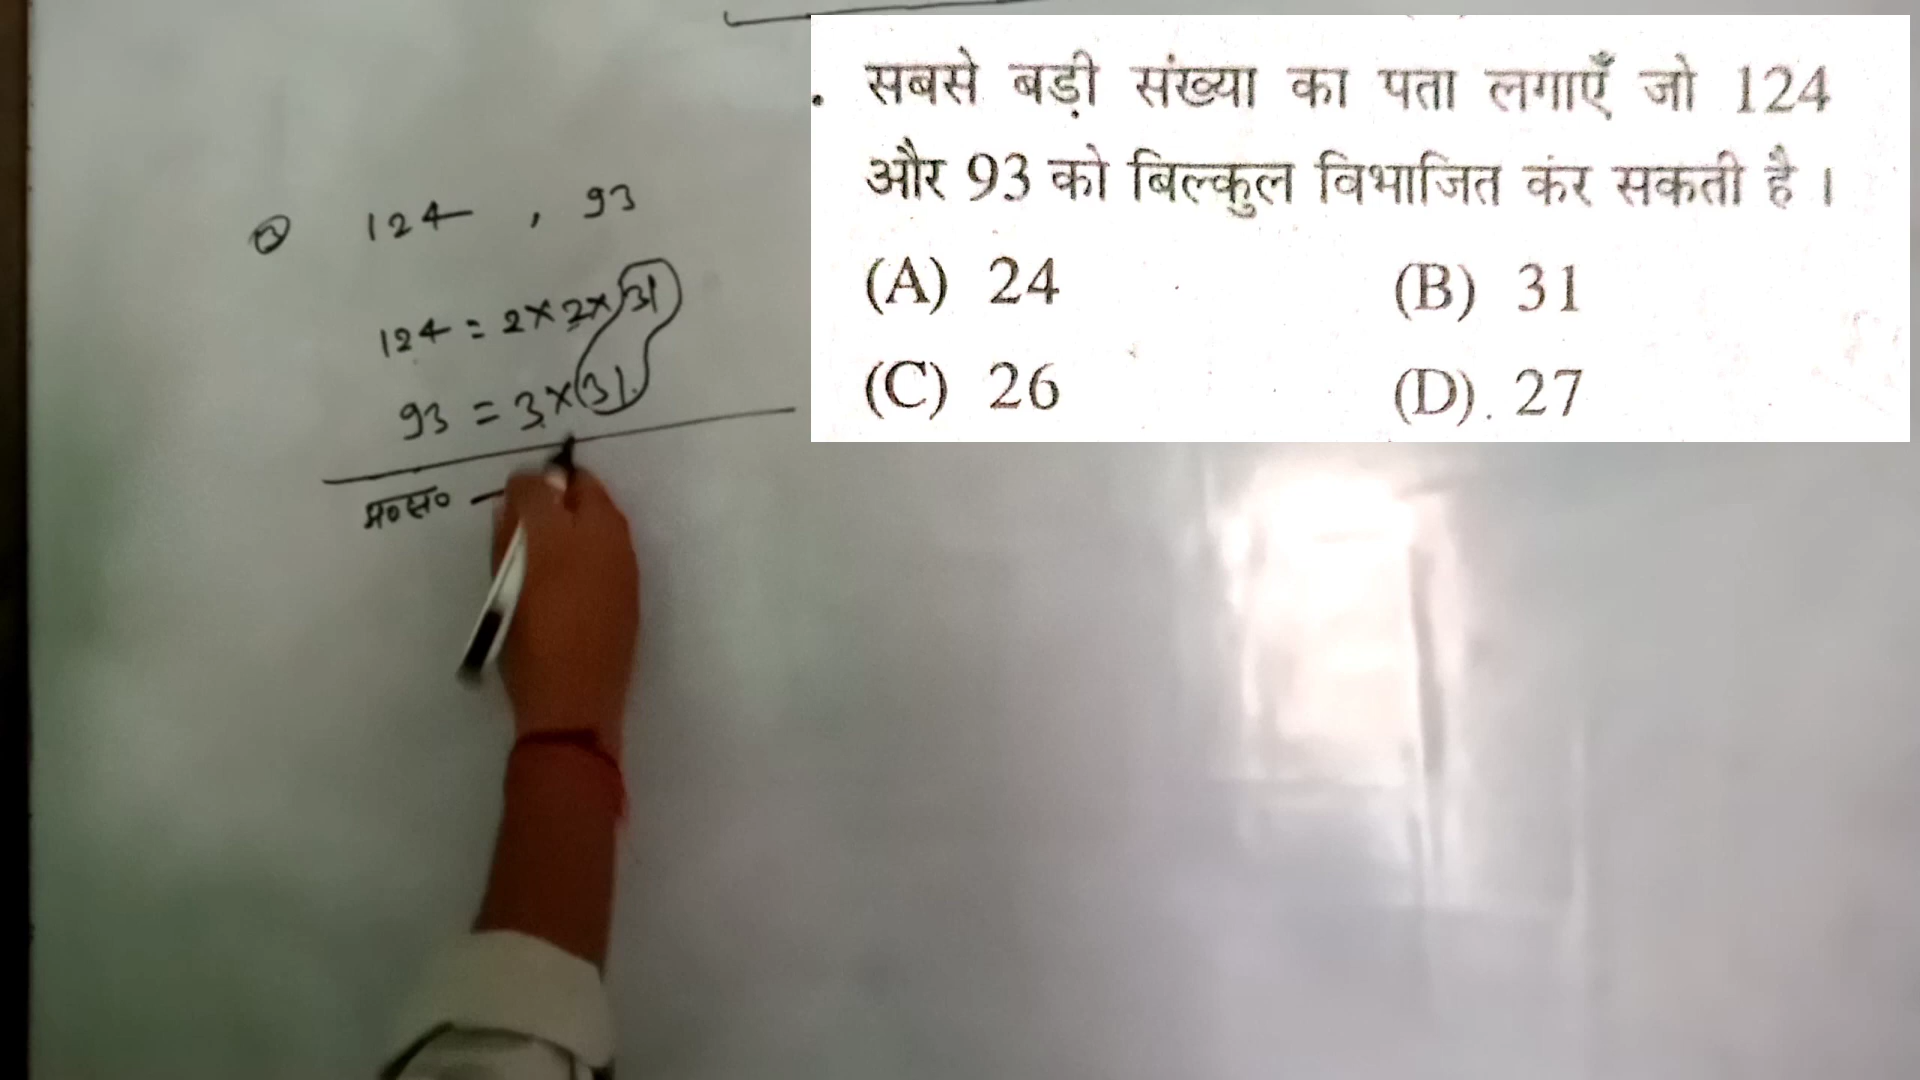 . सबसे बड़ी संख्या का पता लगाएँ जो 124
और 93 को बिल्कुल विभाजित कर सकती है ।
(A) 24 (B) 31
(C) 26 (D). 27
124 , 93
124 = 2 × 2 × 31
93 = 3 × 31
म०स० —